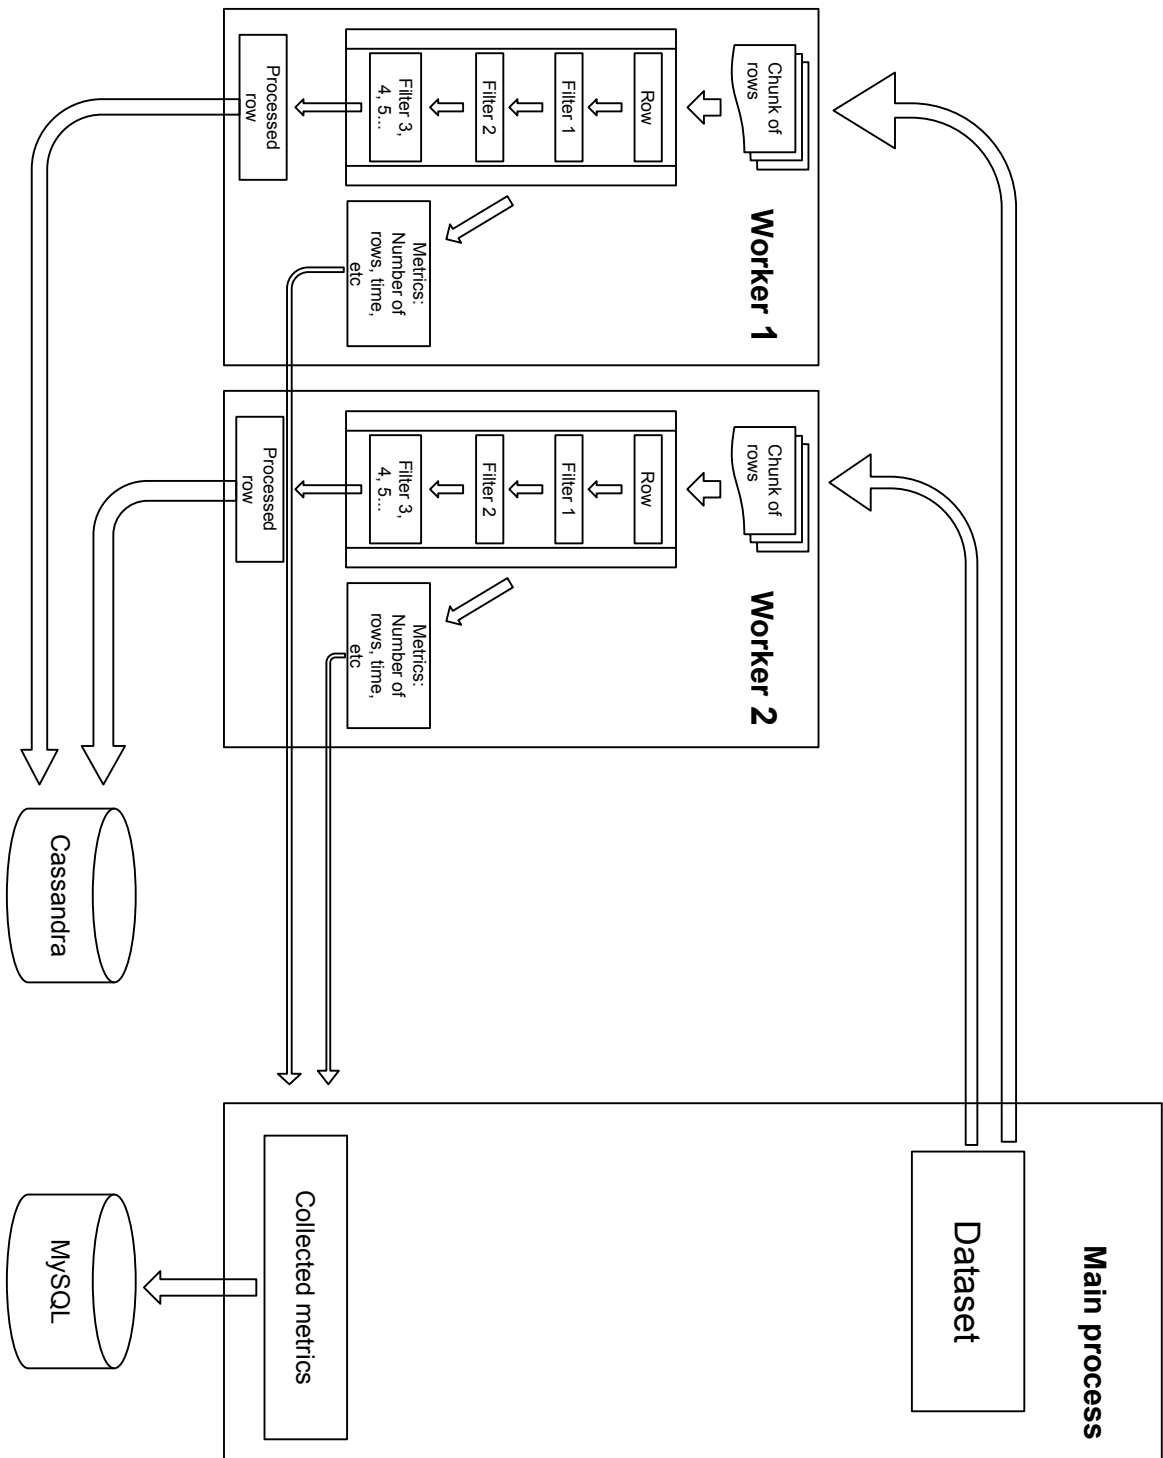 Worker 1
Chunk of
rows
Row
Filter 1
Filter 2
Filter 3,
4, 5...
Processed
row
Metrics:
Number of
rows, time,
etc
Worker 2
Chunk of
rows
Row
Filter 1
Filter 2
Filter 3,
4, 5...
Processed
row
Metrics:
Number of
rows, time,
etc
Main process
Dataset
Collected metrics
Cassandra
MySQL